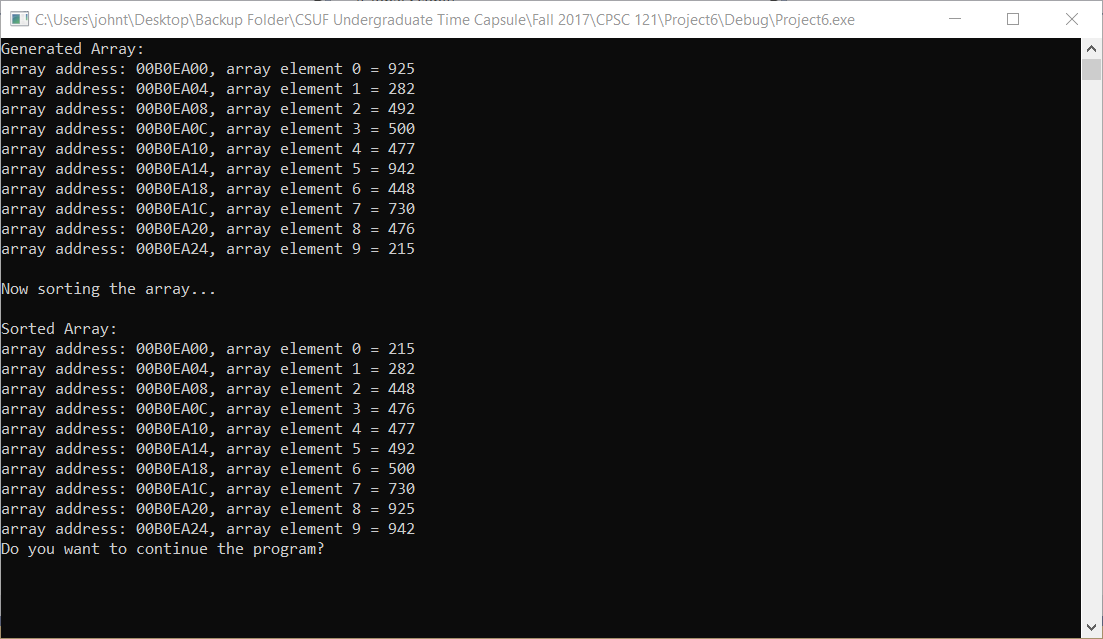 C:\Users\johnt\Desktop\Backup Folder\CSUF Undergraduate Time Capsule\Fall 2017\CPSC 121\Project6\Debug\Project6.exe
Generated Array:
array address: 00B0EA00, array element 0 = 925
array address: 00B0EA04, array element 1 = 282
array address: 00B0EA08, array element 2 = 492
array address: 00B0EA0C, array element 3 = 500
array address: 00B0EA10, array element 4 = 477
array address: 00B0EA14, array element 5 = 942
array address: 00B0EA18, array element 6 = 448
array address: 00B0EA1C, array element 7 = 730
array address: 00B0EA20, array element 8 = 476
array address: 00B0EA24, array element 9 = 215
Now sorting the array...
Sorted Array:
array address: 00B0EA00, array element 0 = 215
array address: 00B0EA04, array element 1 = 282
array address: 00B0EA08, array element 2 = 448
array address: 00B0EA0C, array element 3 = 476
array address: 00B0EA10, array element 4 = 477
array address: 00B0EA14, array element 5 = 492
array address: 00B0EA18, array element 6 = 500
array address: 00B0EA1C, array element 7 = 730
array address: 00B0EA20, array element 8 = 925
array address: 00B0EA24, array element 9 = 942
Do you want to continue the program?